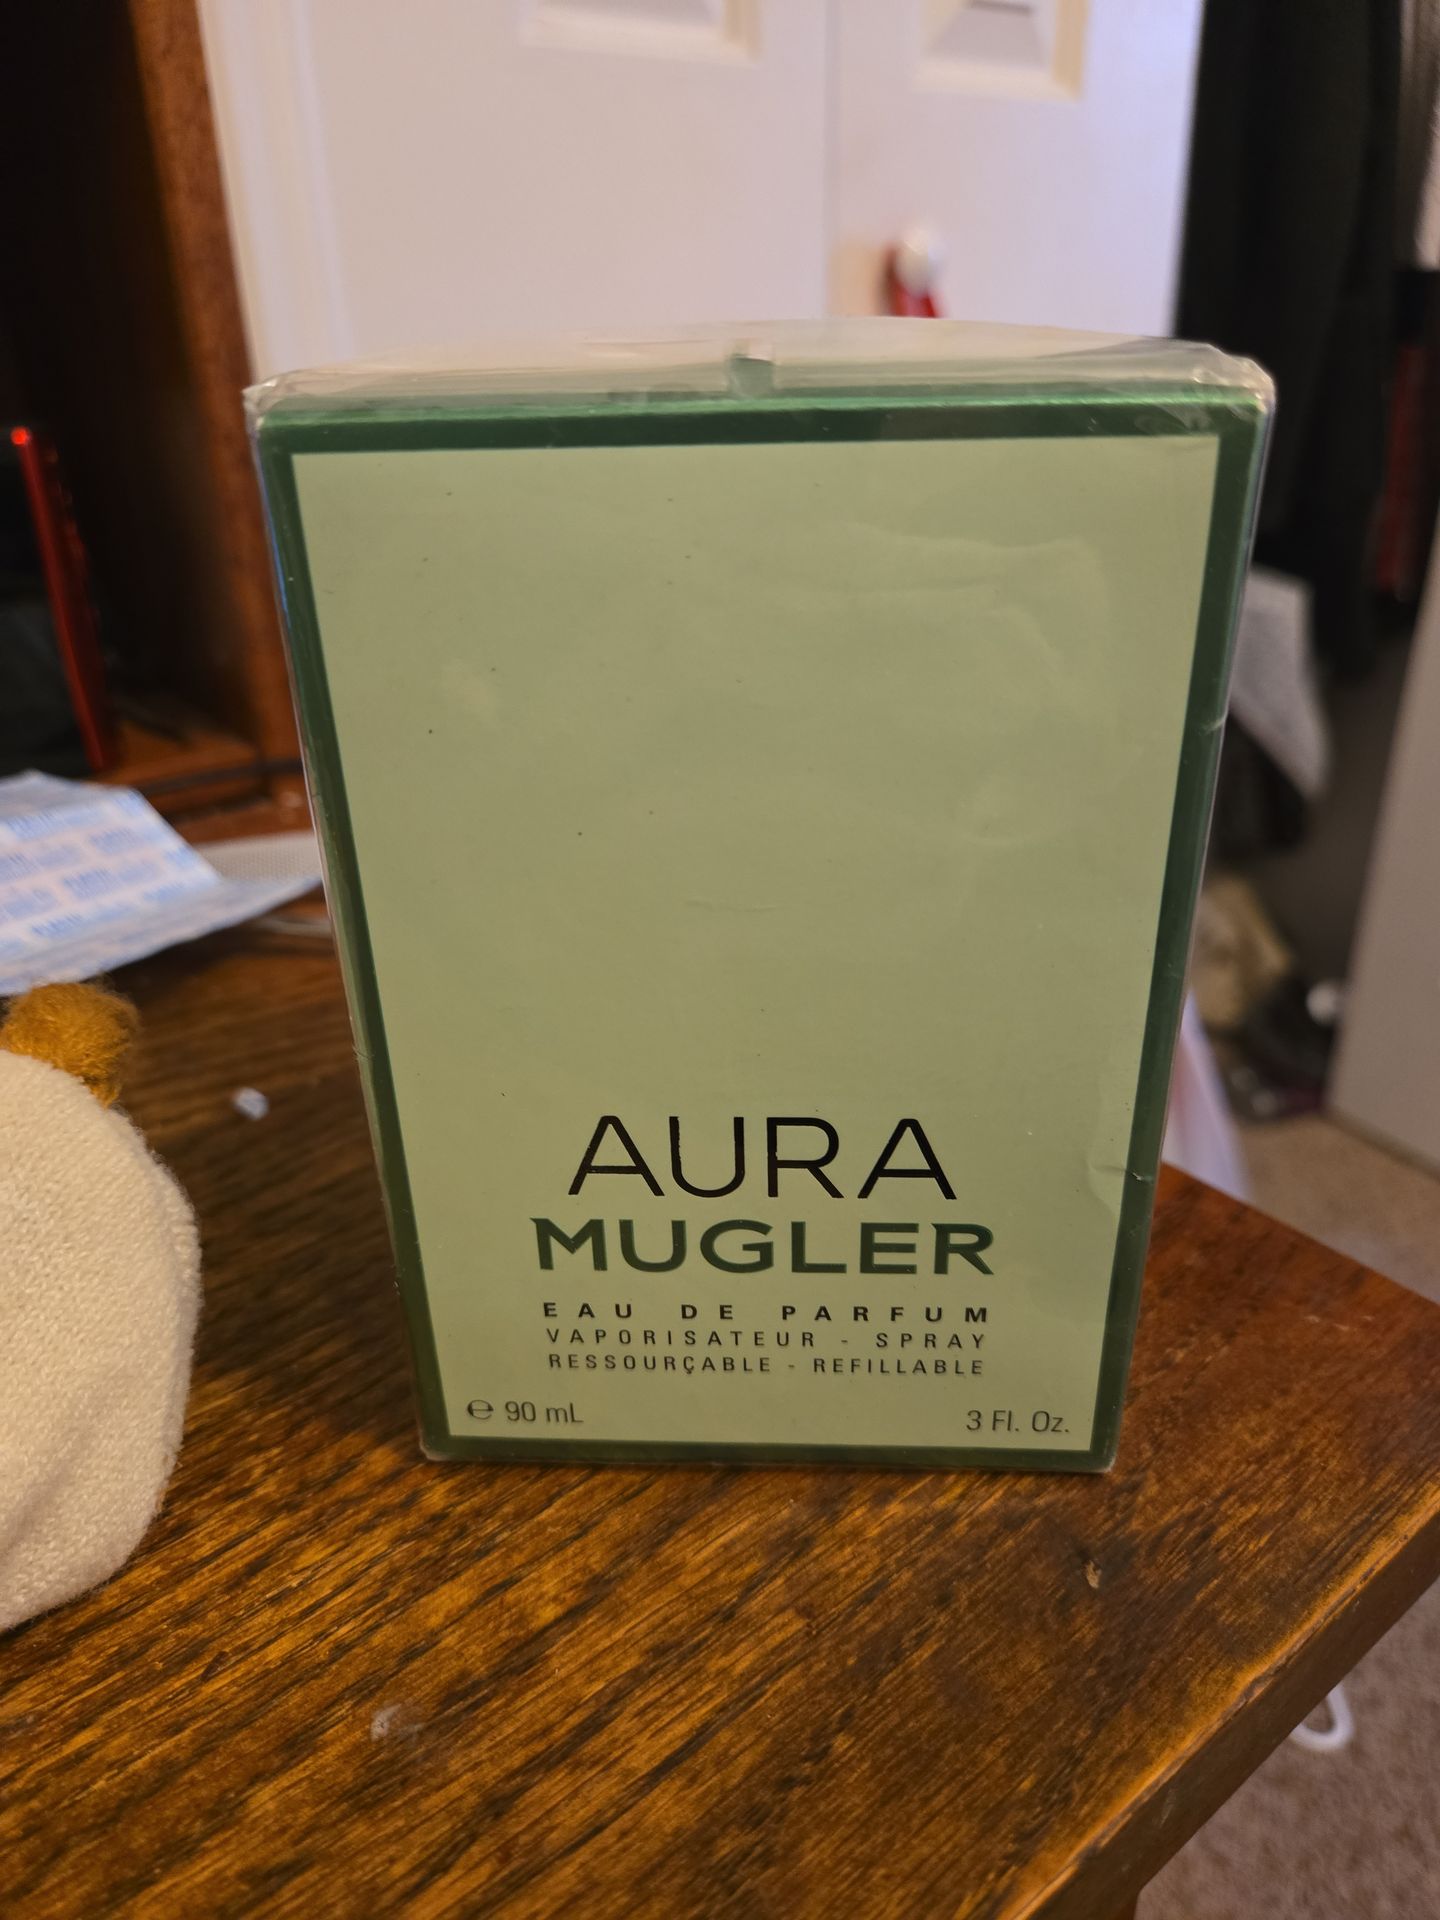 AURA
MUGLER
EAU DE PARFUM
VAPORISATEUR - SPRAY
RESSOURÇABLE - REFILLABLE
℮ 90 mL
3 Fl. Oz.